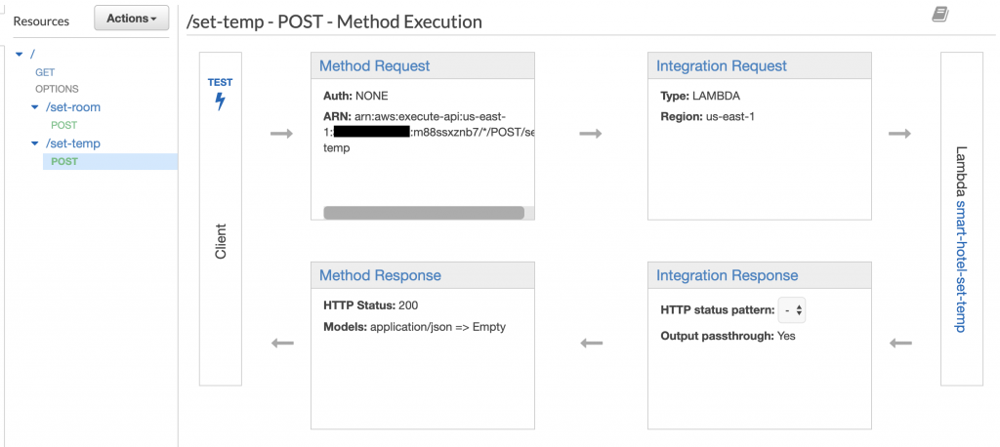 Resources
Actions
/
GET
OPTIONS
/set-room
POST
/set-temp
POST
/set-temp - POST - Method Execution
TEST
Client
Method Request
Auth: NONE
ARN: arn:aws:execute-api:us-east-
1: :m88ssxznb7/*/POST/se
temp
Integration Request
Type: LAMBDA
Region: us-east-1
Lambda smart-hotel-set-temp
Method Response
HTTP Status: 200
Models: application/json => Empty
Integration Response
HTTP status pattern: -
Output passthrough: Yes